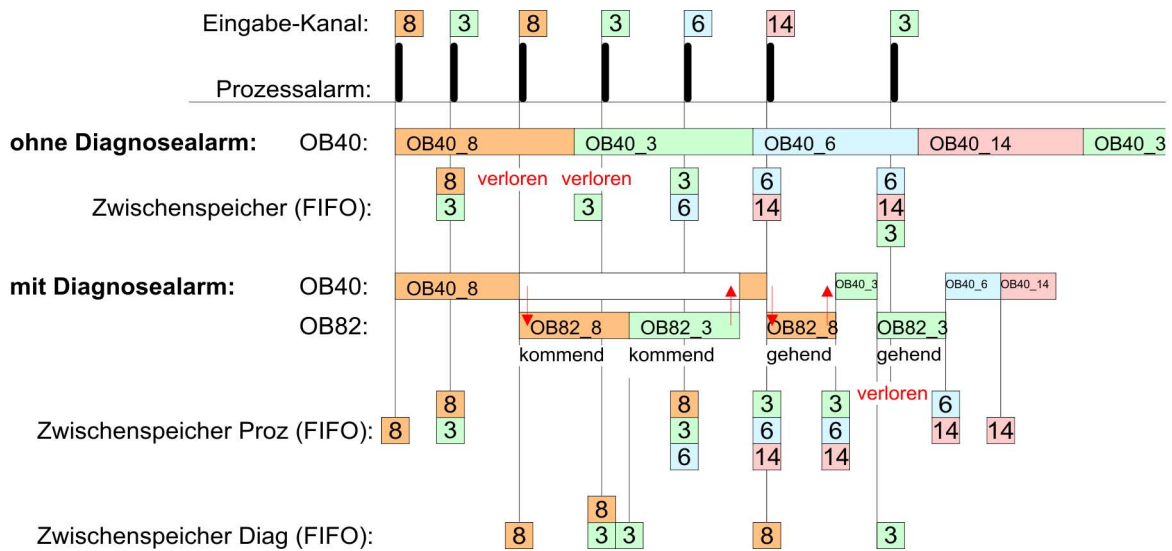 Eingabe-Kanal: 8 3 8 3 6 14 3
Prozessalarm:
ohne Diagnosealarm: OB40: OB40_8 OB40_3 OB40_6 OB40_14 OB40_3
verloren verloren
8 3 6 6
Zwischenspeicher (FIFO): 3 3 6 14 14
3
mit Diagnosealarm: OB40: OB40_8 OB40_3 OB40_6 OB40_14
OB82: OB82_8 OB82_3 OB82_8 OB82_3
kommend kommend gehend gehend
verloren
8 8 3 3 6
Zwischenspeicher Proz (FIFO): 8 3 3 6 6 14 14
6 14 14
8
Zwischenspeicher Diag (FIFO): 8 3 3 8 3